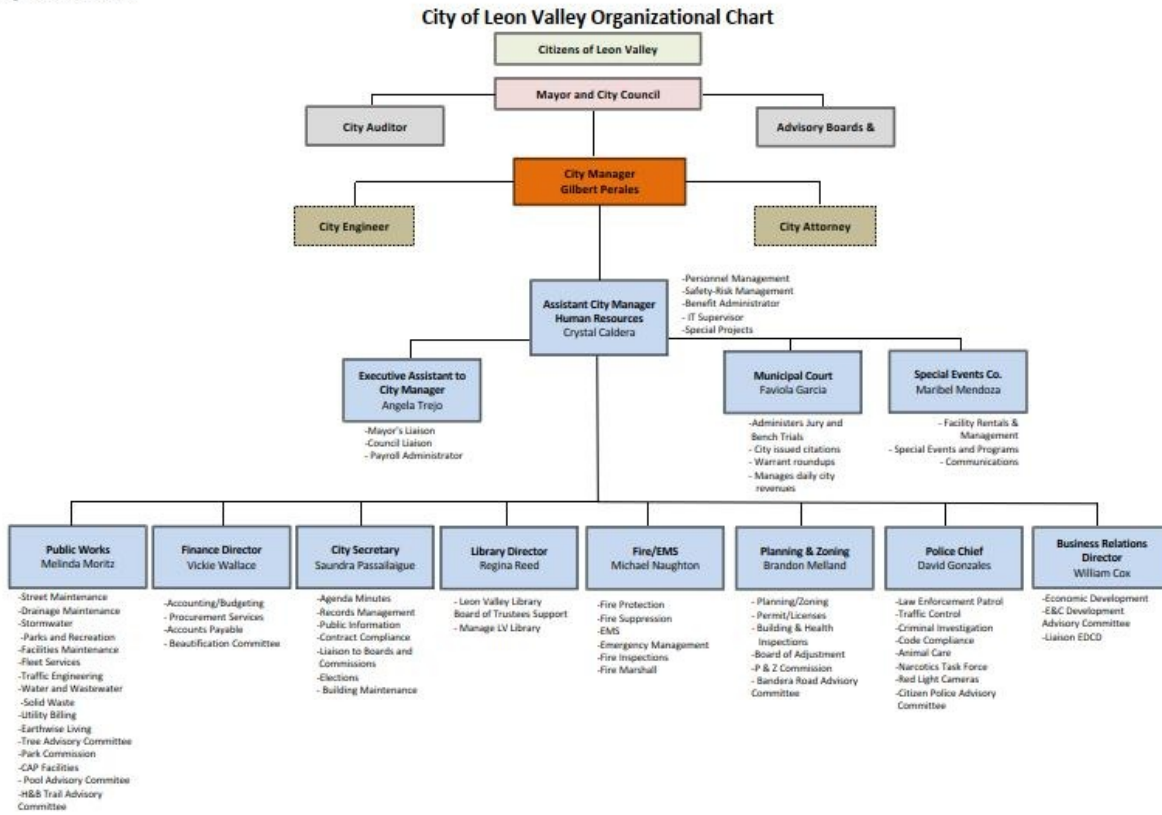 City of Leon Valley Organizational Chart
Citizens of Leon Valley
Mayor and City Council
City Auditor
Advisory Boards &
City Manager
Gilbert Perales
City Engineer
City Attorney
Assistant City Manager
Human Resources
Crystal Caldera
-Personnel Management
-Safety-Risk Management
-Benefit Administrator
- IT Supervisor
-Special Projects
Executive Assistant to
City Manager
Angela Trejo
-Mayor's Liaison
-Council Liaison
- Payroll Administrator
Municipal Court
Faviola Garcia
-Administers Jury and
Bench Trials
- City issued citations
- Warrant roundups
- Manages daily city
revenues
Special Events Co.
Maribel Mendoza
- Facility Rentals &
Management
- Special Events and Programs
- Communications
Public Works
Melinda Moritz
-Street Maintenance
-Drainage Maintenance
-Stormwater
-Parks and Recreation
-Facilities Maintenance
-Fleet Services
-Traffic Engineering
-Water and Wastewater
-Solid Waste
-Utility Billing
-Earthwise Living
-Tree Advisory Committee
-Park Commission
-CAP Facilities
- Pool Advisory Commitee
-H&B Trail Advisory
Committee
Finance Director
Vickie Wallace
-Accounting/Budgeting
- Procurement Services
-Accounts Payable
- Beautification Committee
City Secretary
Saundra Passailaigue
-Agenda Minutes
-Records Management
-Public Information
-Contract Compliance
-Liaison to Boards and
Commissions
-Elections
- Building Maintenance
Library Director
Regina Reed
- Leon Valley Library
Board of Trustees Support
- Manage LV Library
Fire/EMS
Michael Naughton
-Fire Protection
-Fire Suppression
-EMS
-Emergency Management
-Fire Inspections
-Fire Marshall
Planning & Zoning
Brandon Melland
- Planning/Zoning
- Permit/Licenses
- Building & Health
Inspections
-Board of Adjustment
-P & Z Commission
- Bandera Road Advisory
Committee
Police Chief
David Gonzales
-Law Enforcement Patrol
-Traffic Control
-Criminal Investigation
-Code Compliance
-Animal Care
-Narcotics Task Force
-Red Light Cameras
-Citizen Police Advisory
Committee
Business Relations
Director
William Cox
-Economic Development
-E&C Development
Advisory Committee
-Liaison EDCD